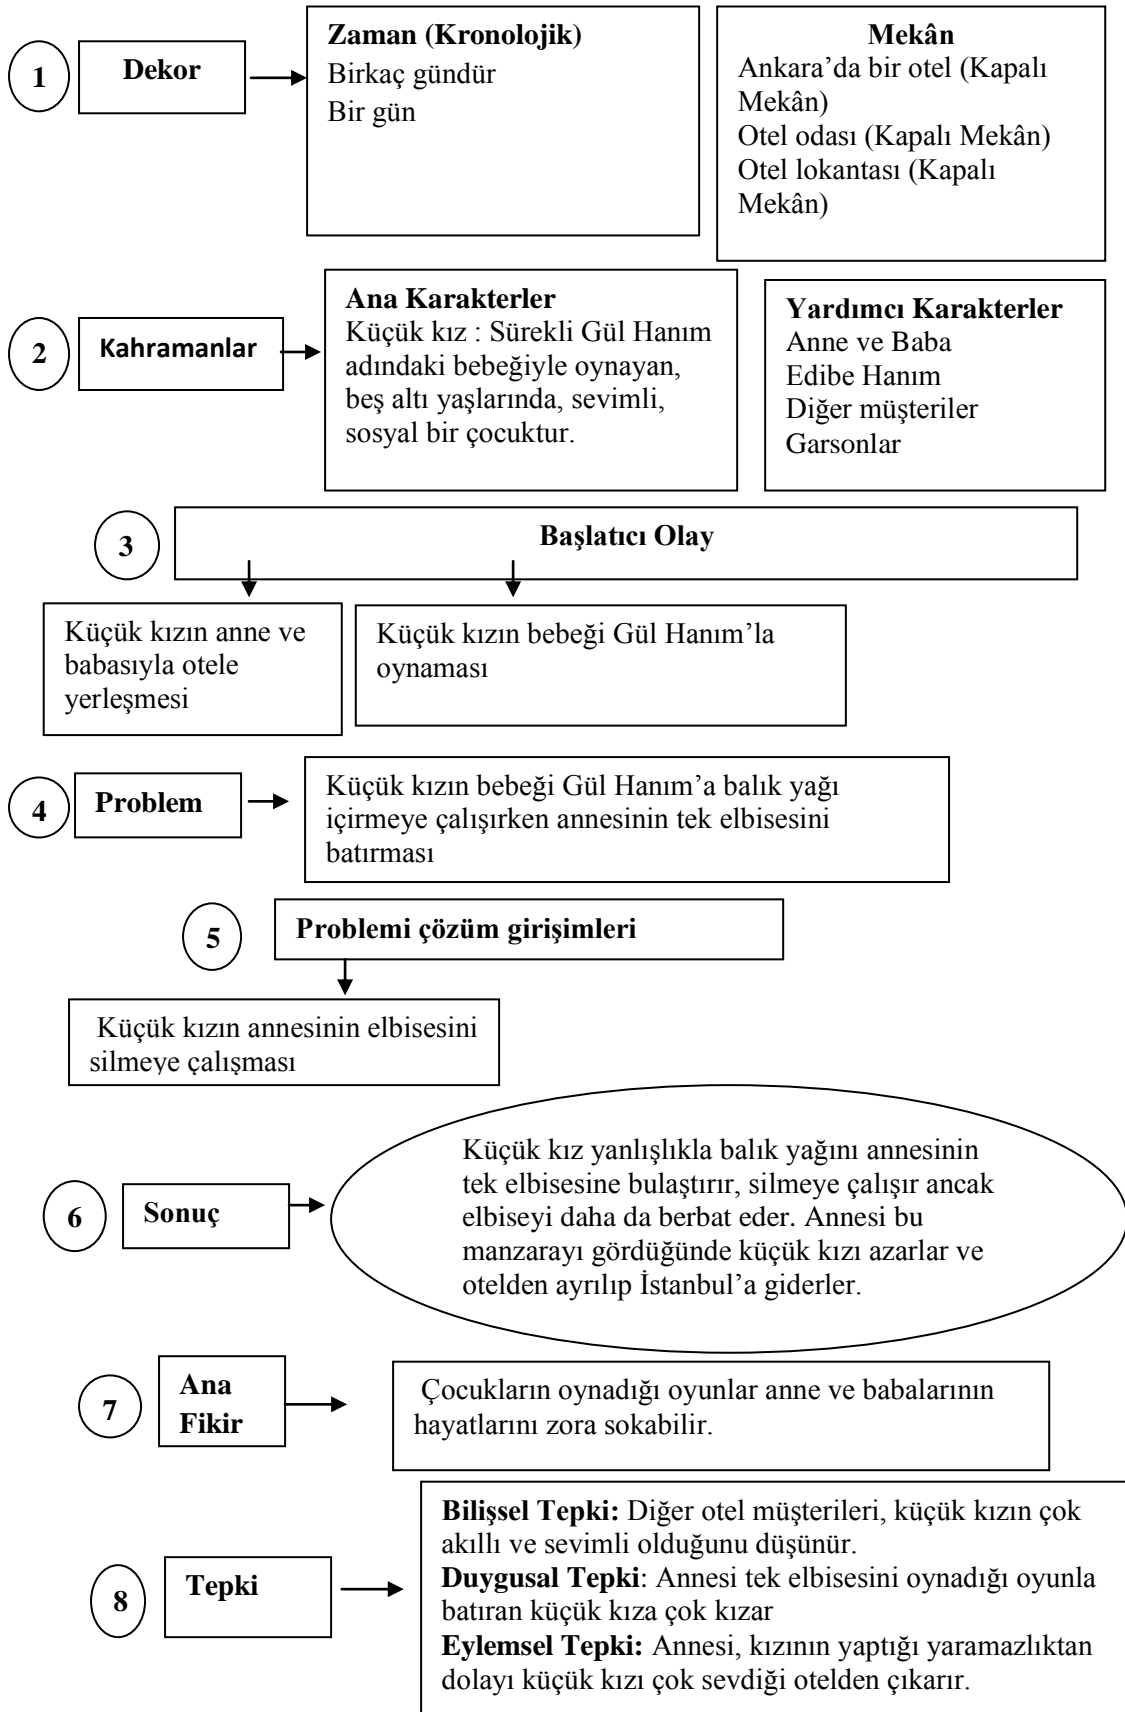 1
Dekor
Zaman (Kronolojik)
Birkaç gündür
Bir gün
Mekân
Ankara’da bir otel (Kapalı
Mekân)
Otel odası (Kapalı Mekân)
Otel lokantası (Kapalı
Mekân)
2
Kahramanlar
Ana Karakterler
Küçük kız : Sürekli Gül Hanım
adındaki bebeğiyle oynayan,
beş altı yaşlarında, sevimli,
sosyal bir çocuktur.
Yardımcı Karakterler
Anne ve Baba
Edibe Hanım
Diğer müşteriler
Garsonlar
3
Başlatıcı Olay
Küçük kızın anne ve
babasıyla otele
yerleşmesi
Küçük kızın bebeği Gül Hanım’la
oynaması
4
Problem
Küçük kızın bebeği Gül Hanım’a balık yağı
içirmeye çalışırken annesinin tek elbisesini
batırması
5
Problemi çözüm girişimleri
Küçük kızın annesinin elbisesini
silmeye çalışması
6
Sonuç
Küçük kız yanlışlıkla balık yağını annesinin
tek elbisesine bulaştırır, silmeye çalışır ancak
elbiseyi daha da berbat eder. Annesi bu
manzarayı gördüğünde küçük kızı azarlar ve
otelden ayrılıp İstanbul’a giderler.
7
Ana
Fikir
Çocukların oynadığı oyunlar anne ve babalarının
hayatlarını zora sokabilir.
8
Tepki
Bilişsel Tepki: Diğer otel müşterileri, küçük kızın çok
akıllı ve sevimli olduğunu düşünür.
Duygusal Tepki: Annesi tek elbisesini oynadığı oyunla
batıran küçük kıza çok kızar
Eylemsel Tepki: Annesi, kızının yaptığı yaramazlıktan
dolayı küçük kızı çok sevdiği otelden çıkarır.